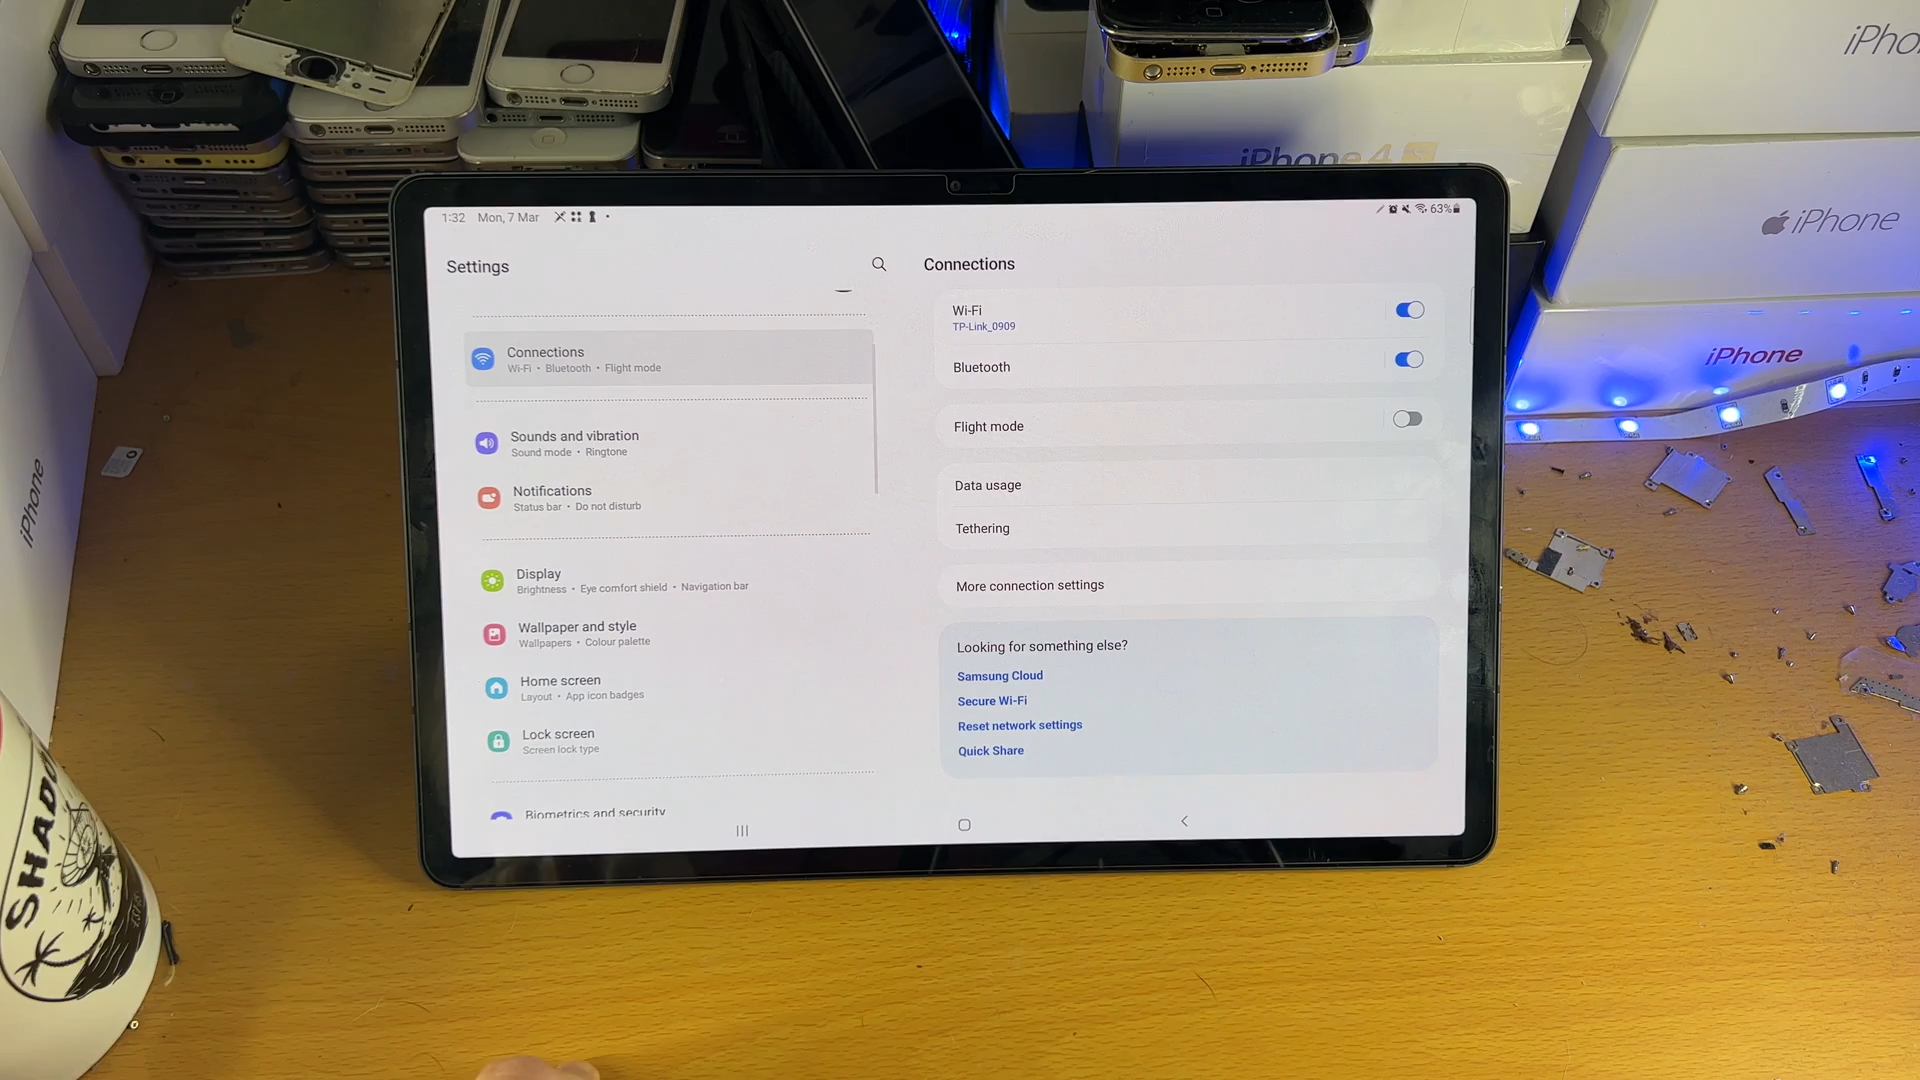 iPho
iPhone 4S
iPhone
iPhone
iPhone
SHADO
1:32 Mon, 7 Mar
63%
Settings
Connections
Wi-Fi • Bluetooth • Flight mode
Sounds and vibration
Sound mode • Ringtone
Notifications
Status bar • Do not disturb
Display
Brightness • Eye comfort shield • Navigation bar
Wallpaper and style
Wallpapers • Colour palette
Home screen
Layout • App icon badges
Lock screen
Screen lock type
Biometrics and security
Connections
Wi-Fi
TP-Link_0909
Bluetooth
Flight mode
Data usage
Tethering
More connection settings
Looking for something else?
Samsung Cloud
Secure Wi-Fi
Reset network settings
Quick Share